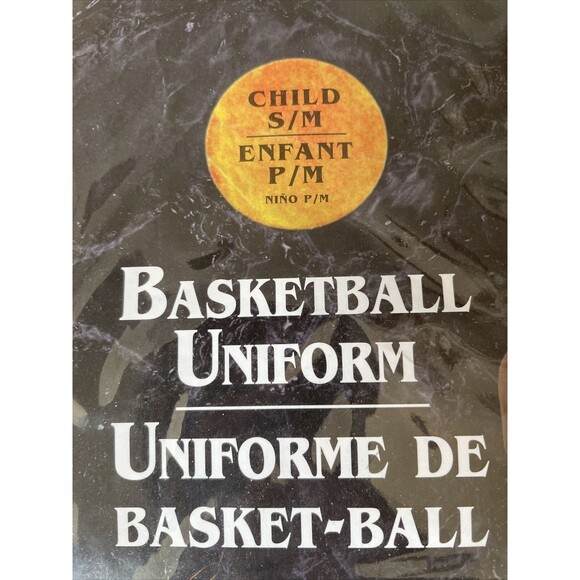 CHILD
S/M
ENFANT
P/M
NIÑO P/M
BASKETBALL
UNIFORM
UNIFORME DE
BASKET-BALL